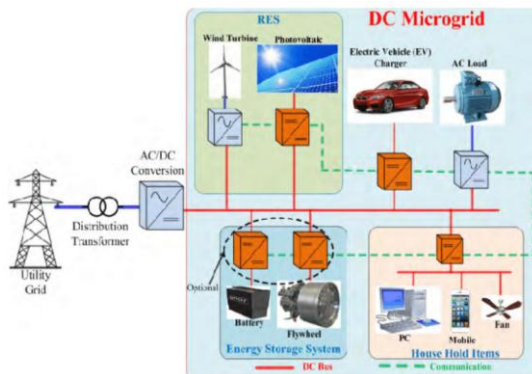 RES
DC Microgrid
Wind Turbine
Photovoltaic
Electric Vehicle (EV)
Charger
AC Load
AC/DC
Conversion
Distribution
Transformer
Utility
Grid
Optional
Battery
Flywheel
Energy Storage System
PC
Mobile
Fan
House Hoid Items
DC Bus
Communication